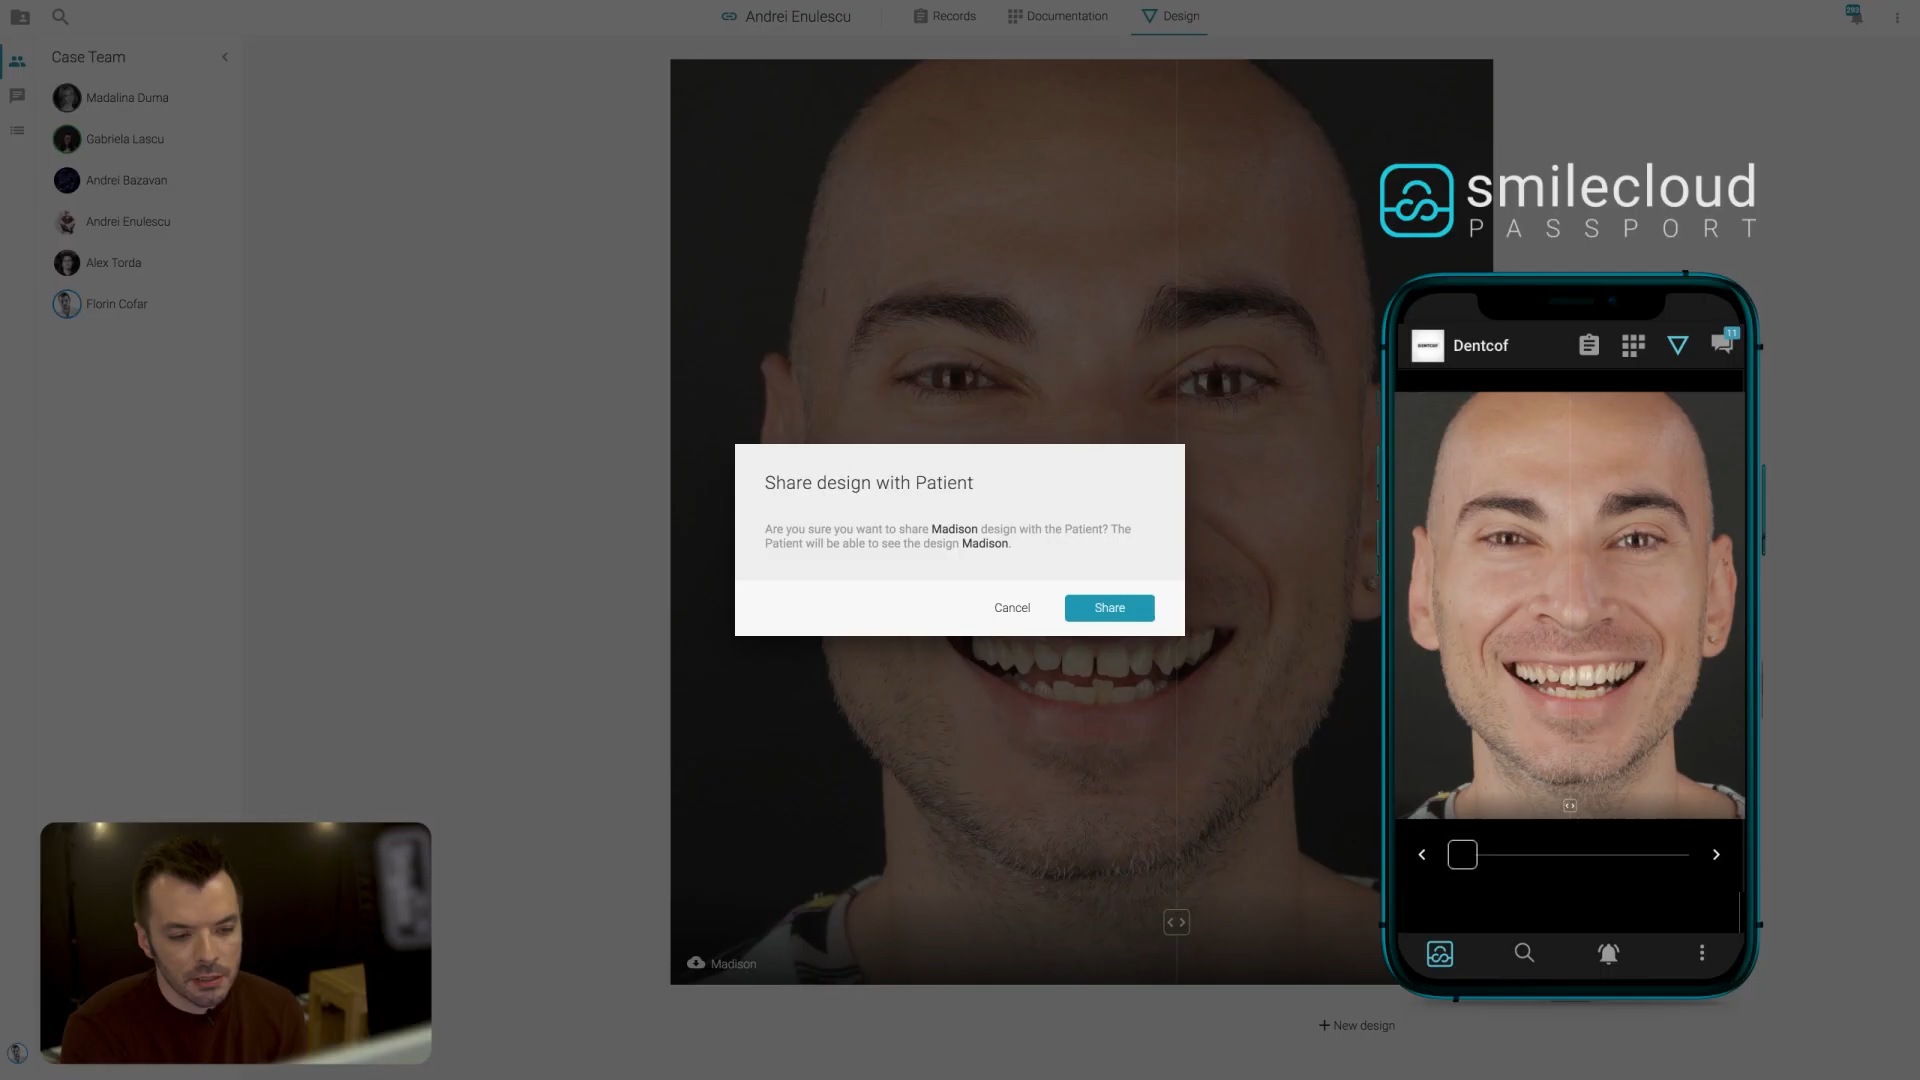 Andrei Enulescu
Records
Documentation
Design
293
Case Team
Madalina Duma
Gabriela Lascu
Andrei Bazavan
Andrei Enulescu
Alex Torda
Florin Cofar
smilecloud
PASSPORT
DENTCOF
Dentcof
11
Share design with Patient
Are you sure you want to share Madison design with the Patient? The
Patient will be able to see the design Madison.
Cancel
Share
Madison
+ New design